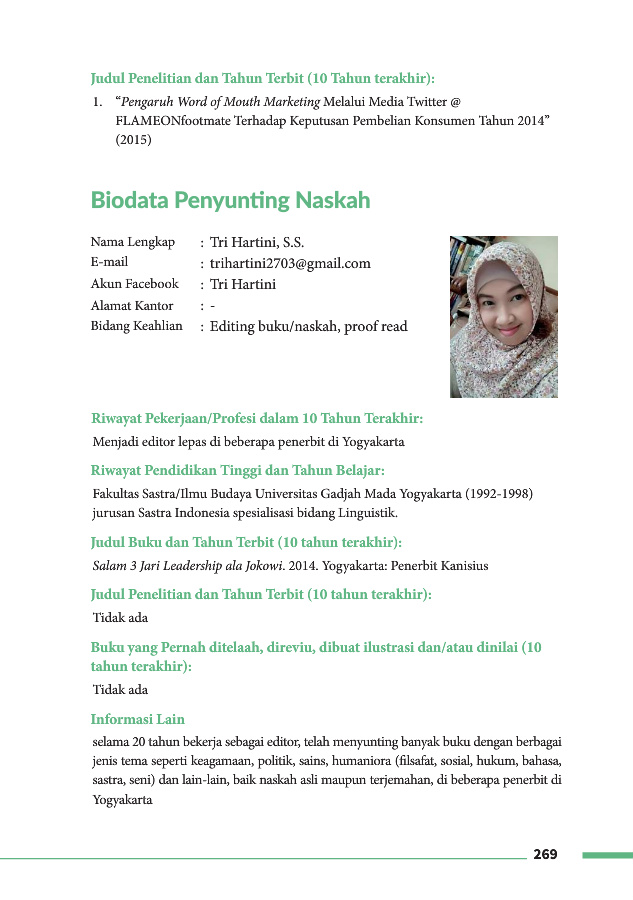 Judul Penelitian dan Tahun Terbit (10 Tahun terakhir):
1. “Pengaruh Word of Mouth Marketing Melalui Media Twitter @
FLAMEONfootmate Terhadap Keputusan Pembelian Konsumen Tahun 2014”
(2015)
Biodata Penyunting Naskah
Nama Lengkap : Tri Hartini, S.S.
E-mail : trihartini2703@gmail.com
Akun Facebook : Tri Hartini
Alamat Kantor : -
Bidang Keahlian : Editing buku/naskah, proof read
Riwayat Pekerjaan/Profesi dalam 10 Tahun Terakhir:
Menjadi editor lepas di beberapa penerbit di Yogyakarta
Riwayat Pendidikan Tinggi dan Tahun Belajar:
Fakultas Sastra/Ilmu Budaya Universitas Gadjah Mada Yogyakarta (1992-1998)
jurusan Sastra Indonesia spesialisasi bidang Linguistik.
Judul Buku dan Tahun Terbit (10 tahun terakhir):
Salam 3 Jari Leadership ala Jokowi. 2014. Yogyakarta: Penerbit Kanisius
Judul Penelitian dan Tahun Terbit (10 tahun terakhir):
Tidak ada
Buku yang Pernah ditelaah, direviu, dibuat ilustrasi dan/atau dinilai (10
tahun terakhir):
Tidak ada
Informasi Lain
selama 20 tahun bekerja sebagai editor, telah menyunting banyak buku dengan berbagai
jenis tema seperti keagamaan, politik, sains, humaniora (filsafat, sosial, hukum, bahasa,
sastra, seni) dan lain-lain, baik naskah asli maupun terjemahan, di beberapa penerbit di
Yogyakarta
269